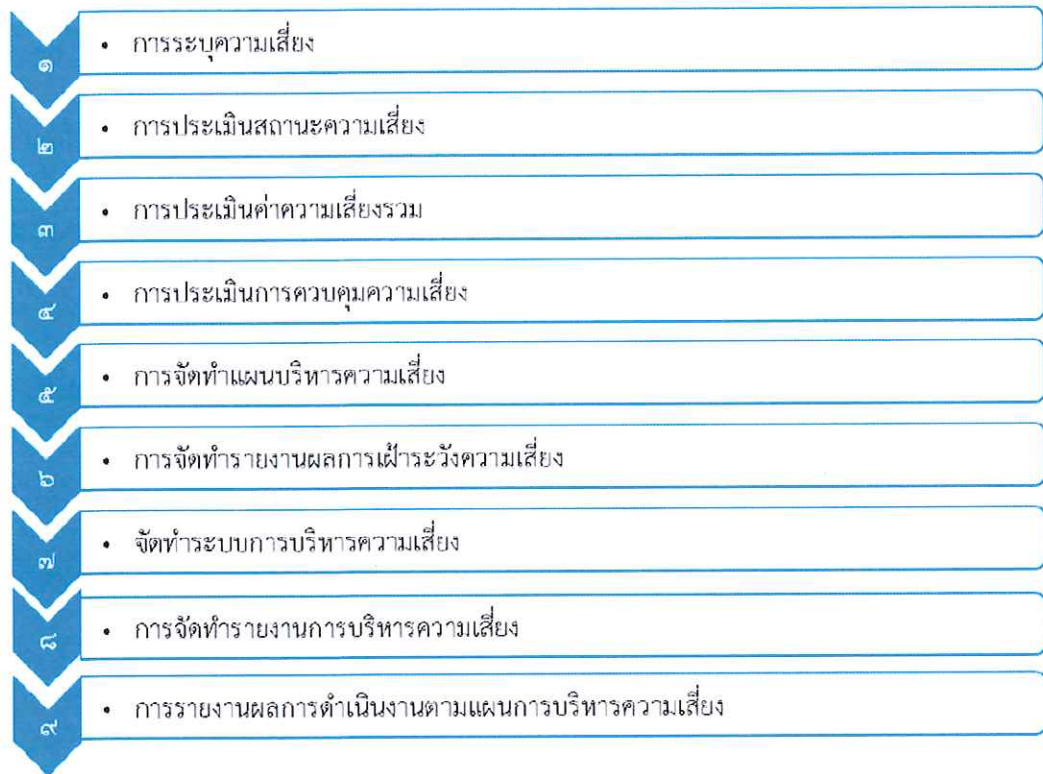 ๑ • การระบุความเสี่ยง
๒ • การประเมินสถานะความเสี่ยง
๓ • การประเมินค่าความเสี่ยงรวม
๔ • การประเมินการควบคุมความเสี่ยง
๕ • การจัดทำแผนบริหารความเสี่ยง
๖ • การจัดทำรายงานผลการเฝ้าระวังความเสี่ยง
๗ • จัดทำระบบการบริหารความเสี่ยง
๘ • การจัดทำรายงานการบริหารความเสี่ยง
๙ • การรายงานผลการดำเนินงานตามแผนการบริหารความเสี่ยง